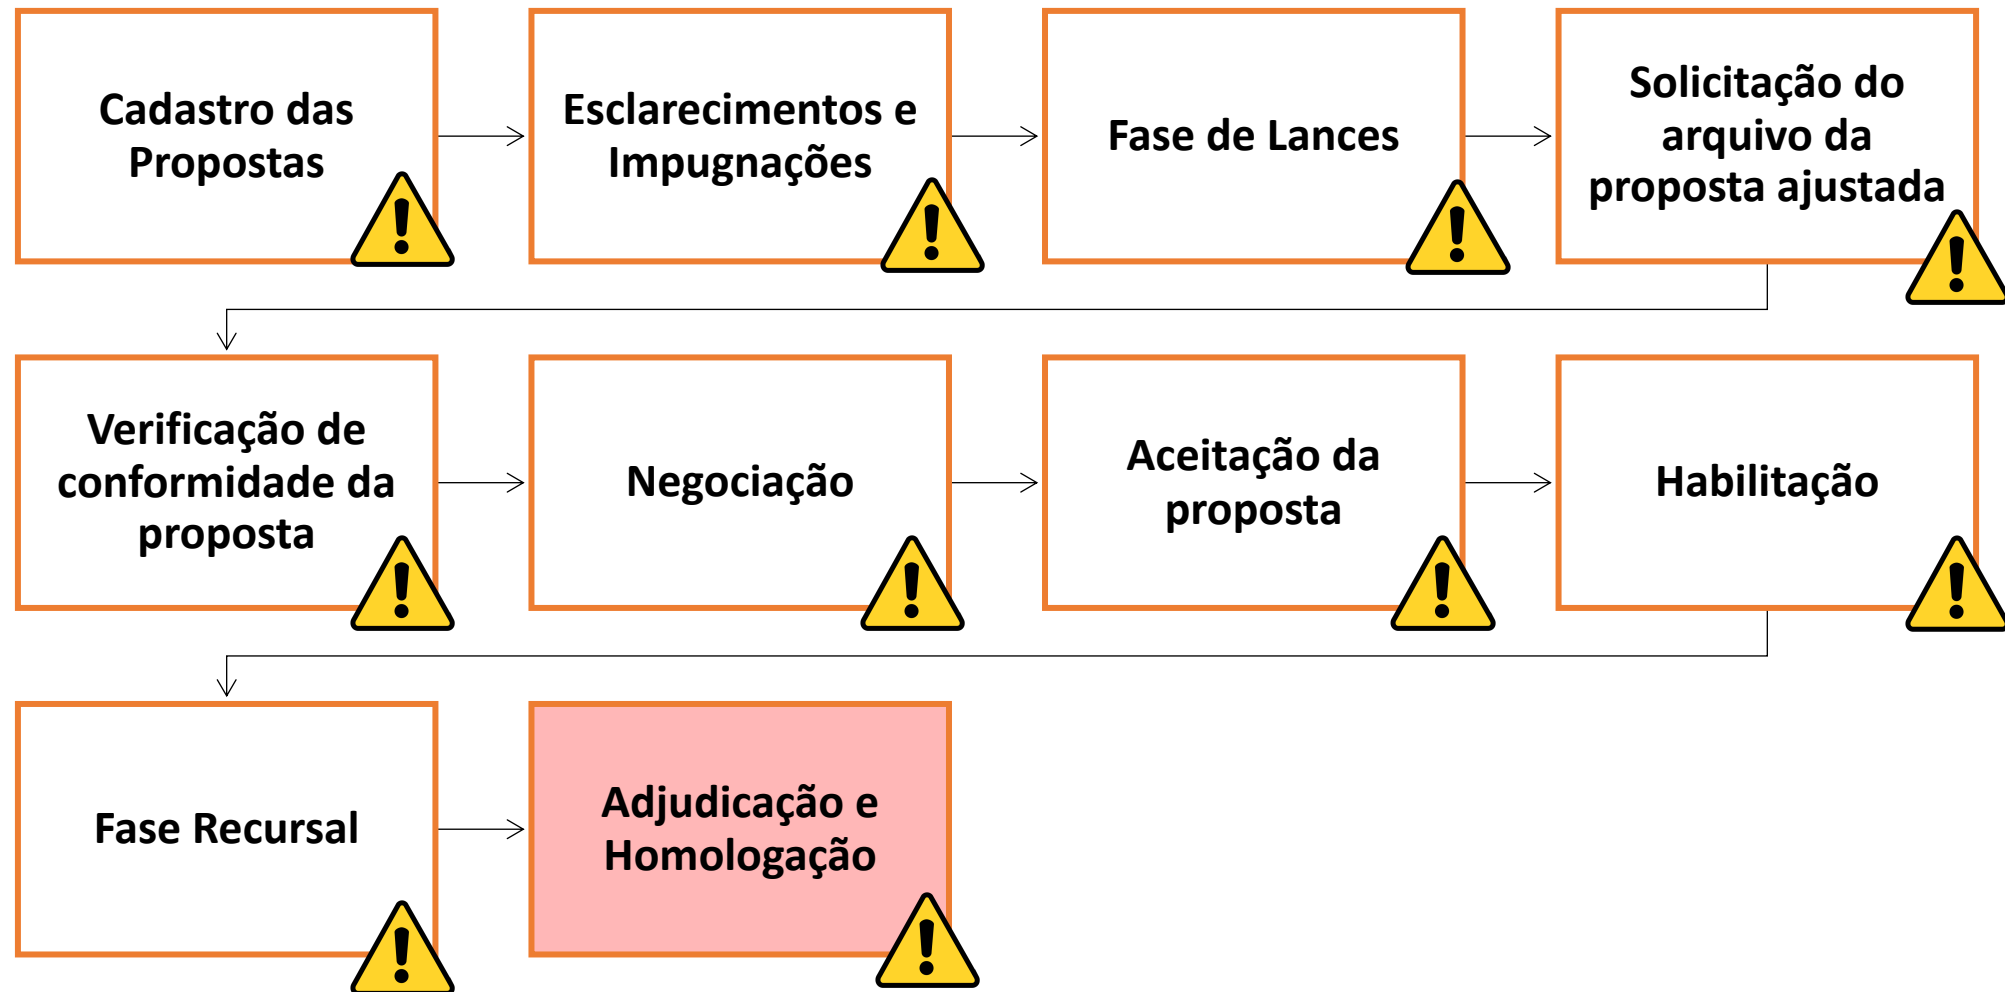 Cadastro das
Propostas
Esclarecimentos e
Impugnações
Fase de Lances
Solicitação do
arquivo da
proposta ajustada
Verificação de
conformidade da
proposta
Negociação
Aceitação da
proposta
Habilitação
Fase Recursal
Adjudicação e
Homologação